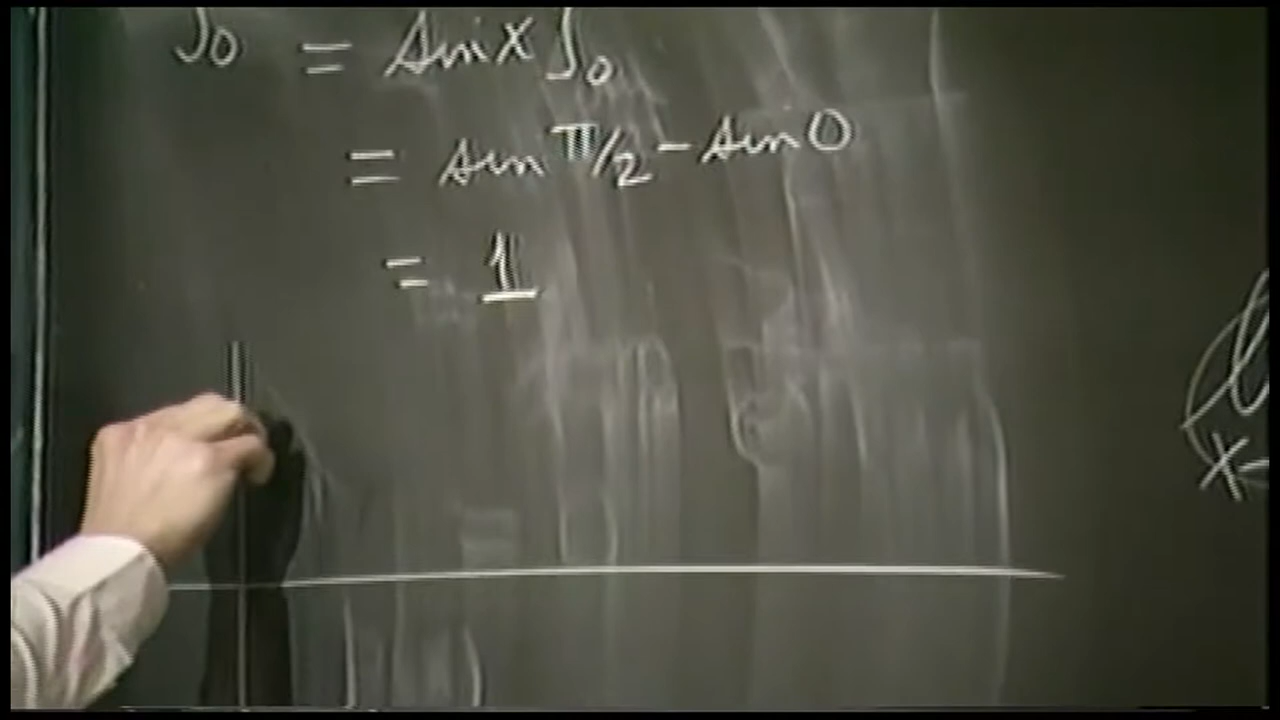 ∫0 = sin x ∫0
= sin π/2 - sin 0
= 1
x